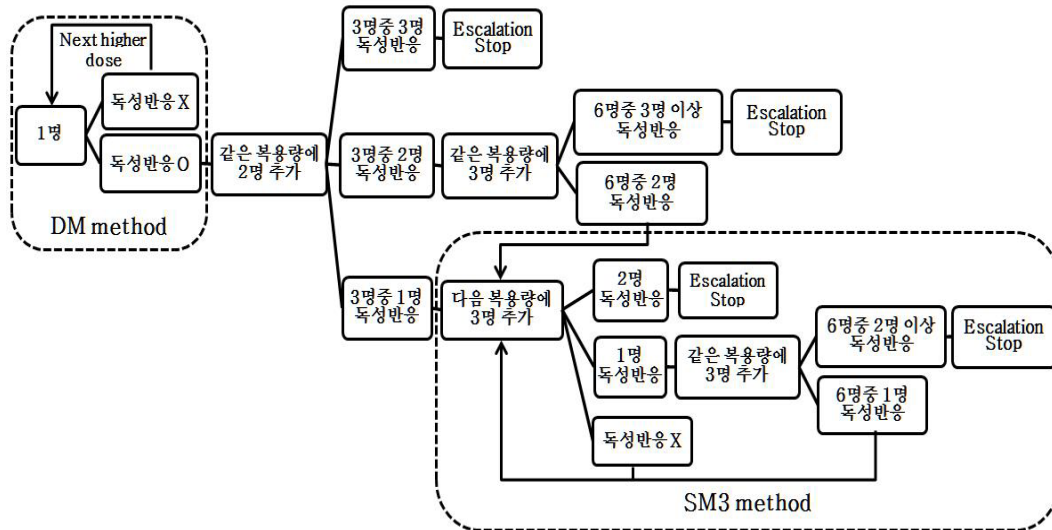 Next higher
dose
1명
독성반응 X
독성반응 O
DM method
같은 복용량에
2명 추가
3명중 3명
독성반응
Escalation
Stop
3명중 2명
독성반응
같은 복용량에
3명 추가
6명중 3명 이상
독성반응
Escalation
Stop
6명중 2명
독성반응
3명중 1명
독성반응
다음 복용량에
3명 추가
2명
독성반응
Escalation
Stop
1명
독성반응
같은 복용량에
3명 추가
6명중 2명 이상
독성반응
Escalation
Stop
6명중 1명
독성반응
독성반응 X
SM3 method